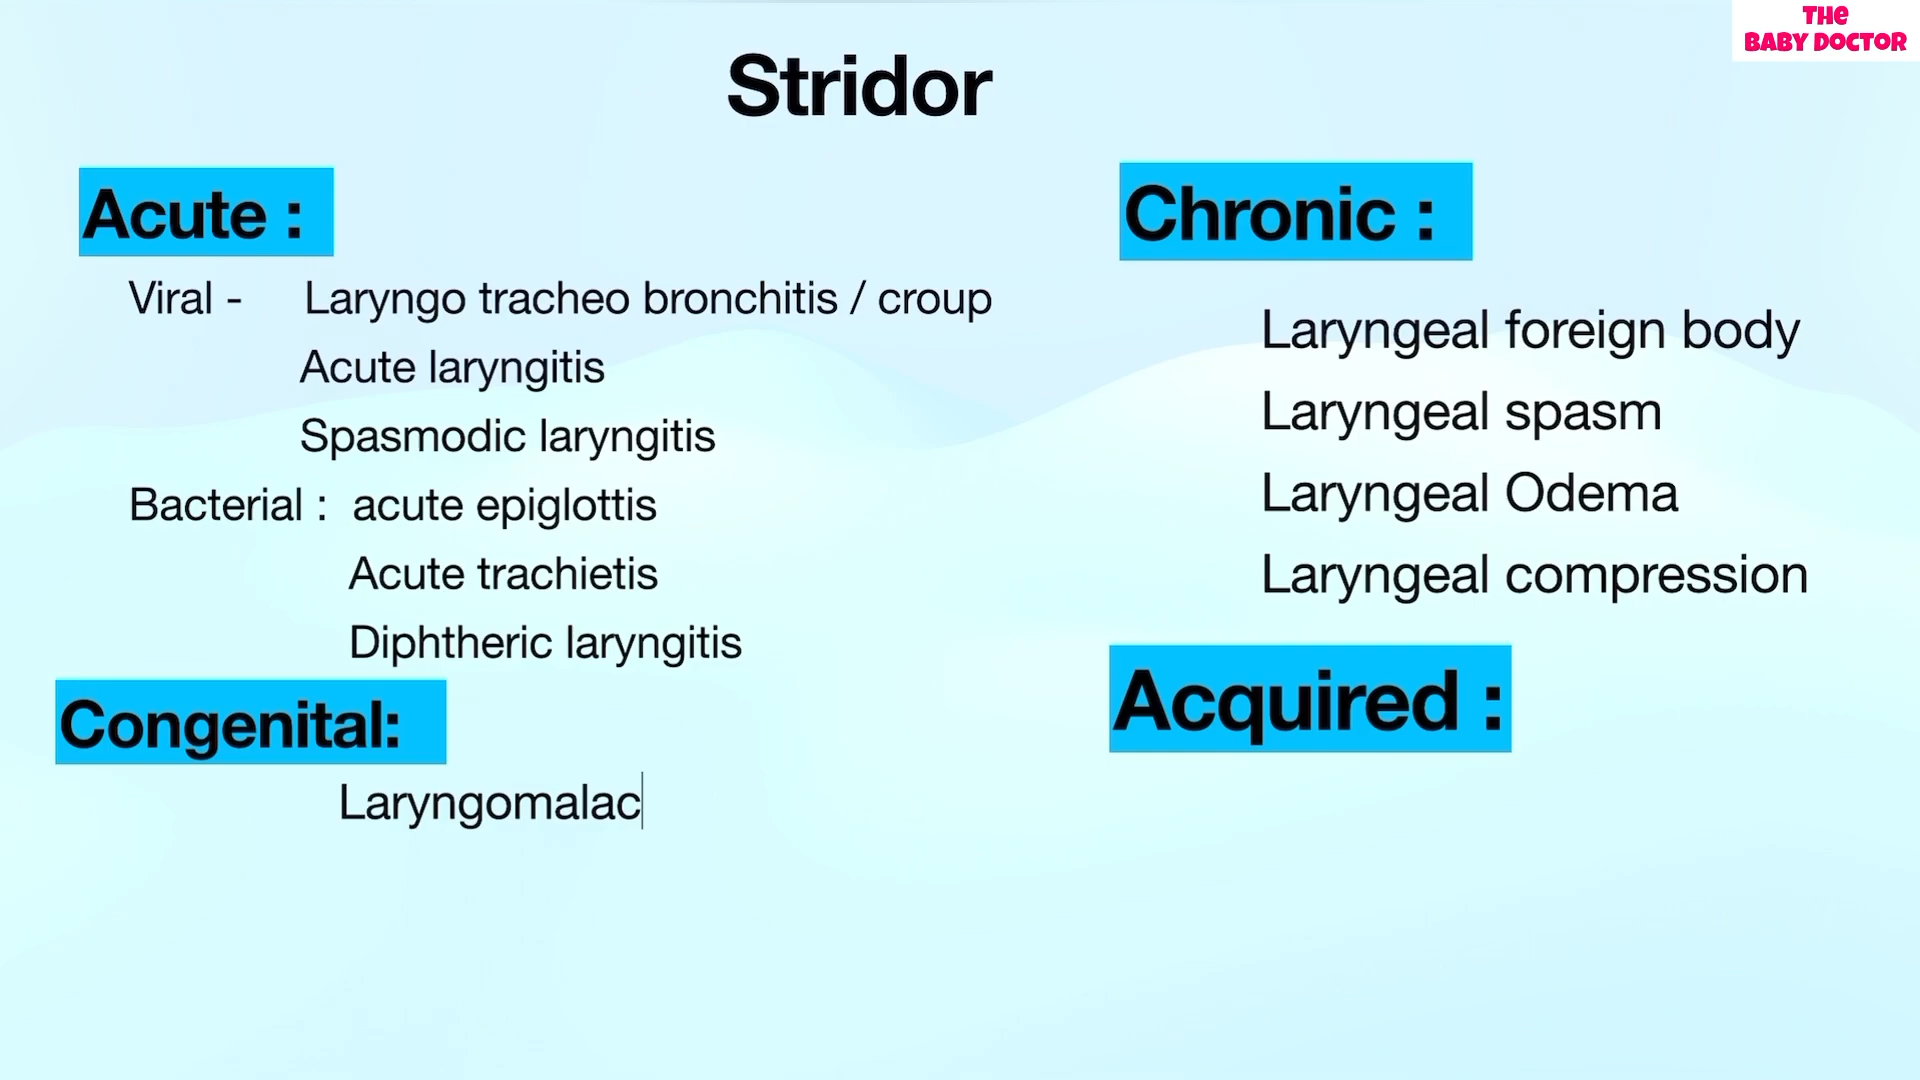 THE
BABY DOCTOR
Stridor
Acute :
Viral - Laryngo tracheo bronchitis / croup
Acute laryngitis
Spasmodic laryngitis
Bacterial : acute epiglottis
Acute trachietis
Diphtheric laryngitis
Congenital:
Laryngomalac
Chronic :
Laryngeal foreign body
Laryngeal spasm
Laryngeal Odema
Laryngeal compression
Acquired :